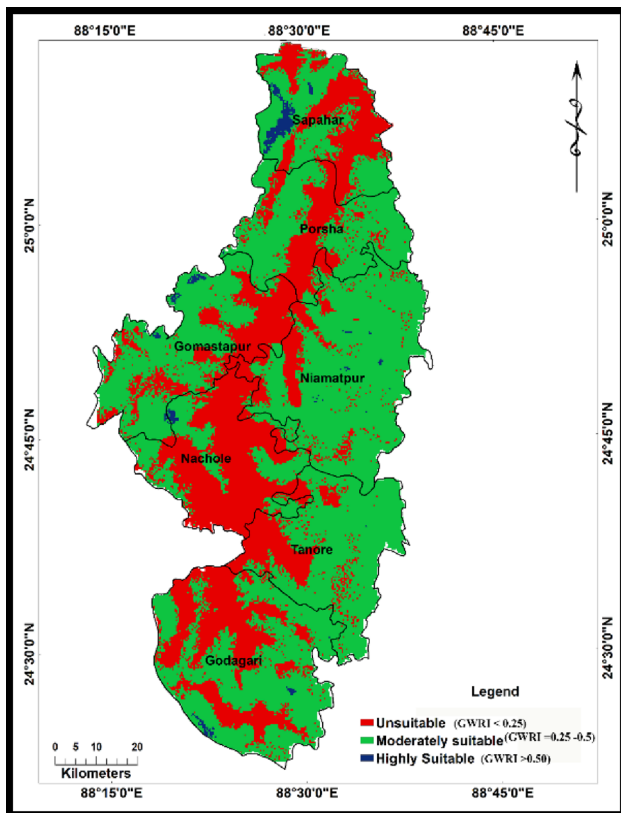 88°15'0"E 88°30'0"E 88°45'0"E
Sapahar
25°0'0"N 25°0'0"N
Porsha
Gomastapur
Niamatpur
24°45'0"N 24°45'0"N
Nachole
Tanore
24°30'0"N 24°30'0"N
Godagari
Legend
Unsuitable (GWRI < 0.25)
Moderately suitable (GWRI =0.25 -0.5)
Highly Suitable (GWRI >0.50)
0 5 10 20
Kilometers
88°15'0"E 88°30'0"E 88°45'0"E